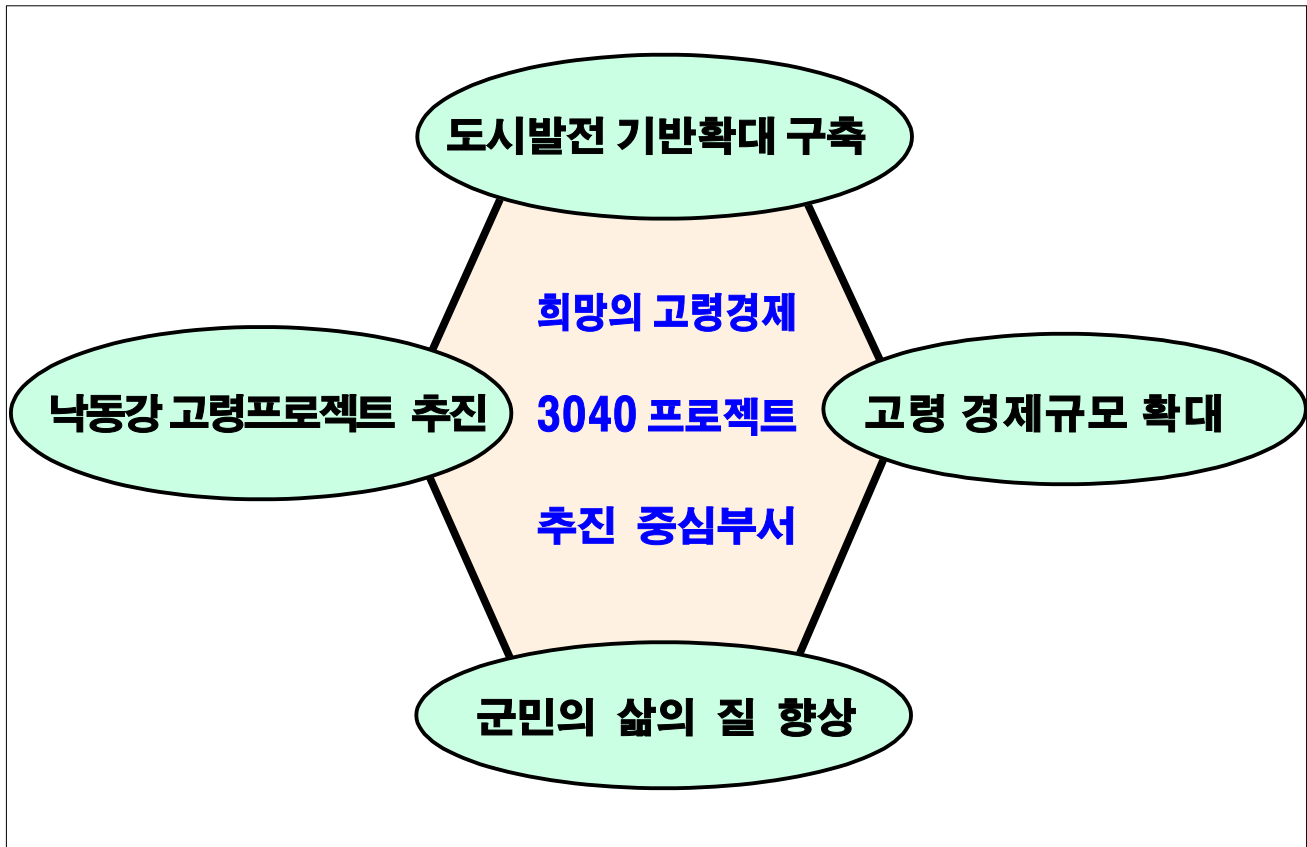 도시발전 기반확대 구축
희망의 고령경제
낙동강 고령프로젝트 추진
3040 프로젝트
고령 경제규모 확대
추진 중심부서
군민의 삶의 질 향상